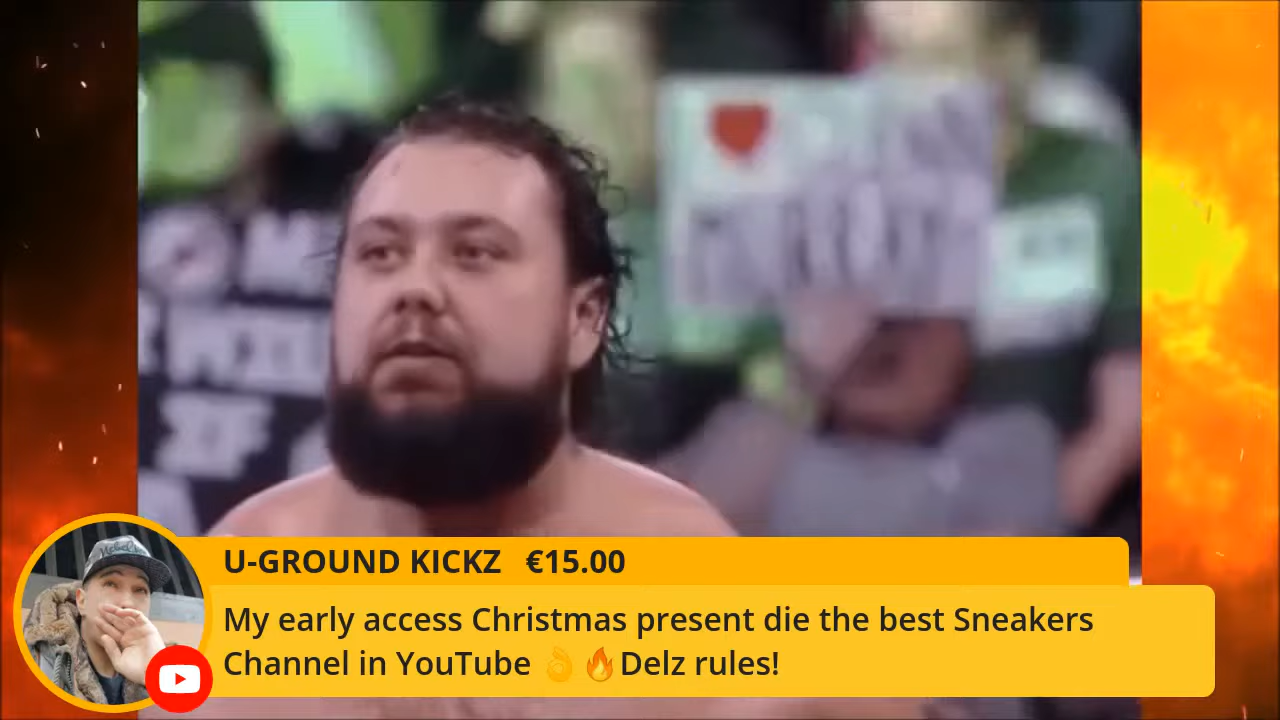 U-GROUND KICKZ €15.00
My early access Christmas present die the best Sneakers
Channel in YouTube 👌🔥Delz rules!